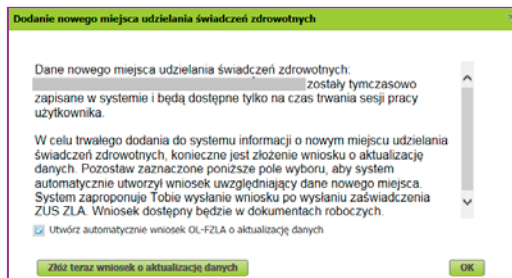 Dodanie nowego miejsca udzielania świadczeń zdrowotnych
Dane nowego miejsca udzielania świadczeń zdrowotnych:
zostały tymczasowo
zapisane w systemie i będą dostępne tylko na czas trwania sesji pracy
użytkownika.
W celu trwałego dodania do systemu informacji o nowym miejscu udzielania
świadczeń zdrowotnych, konieczne jest złożenie wniosku o aktualizację
danych. Pozostaw zaznaczone poniższe pole wyboru, aby system
automatycznie utworzył wniosek uwzględniający dane nowego miejsca.
System zaproponuje Tobie wysłanie wniosku po wysłaniu zaświadczenia
ZUS ZLA. Wniosek dostępny będzie w dokumentach roboczych.
Utwórz automatycznie wniosek OL-FZLA o aktualizację danych
Złóż teraz wniosek o aktualizację danych
OK